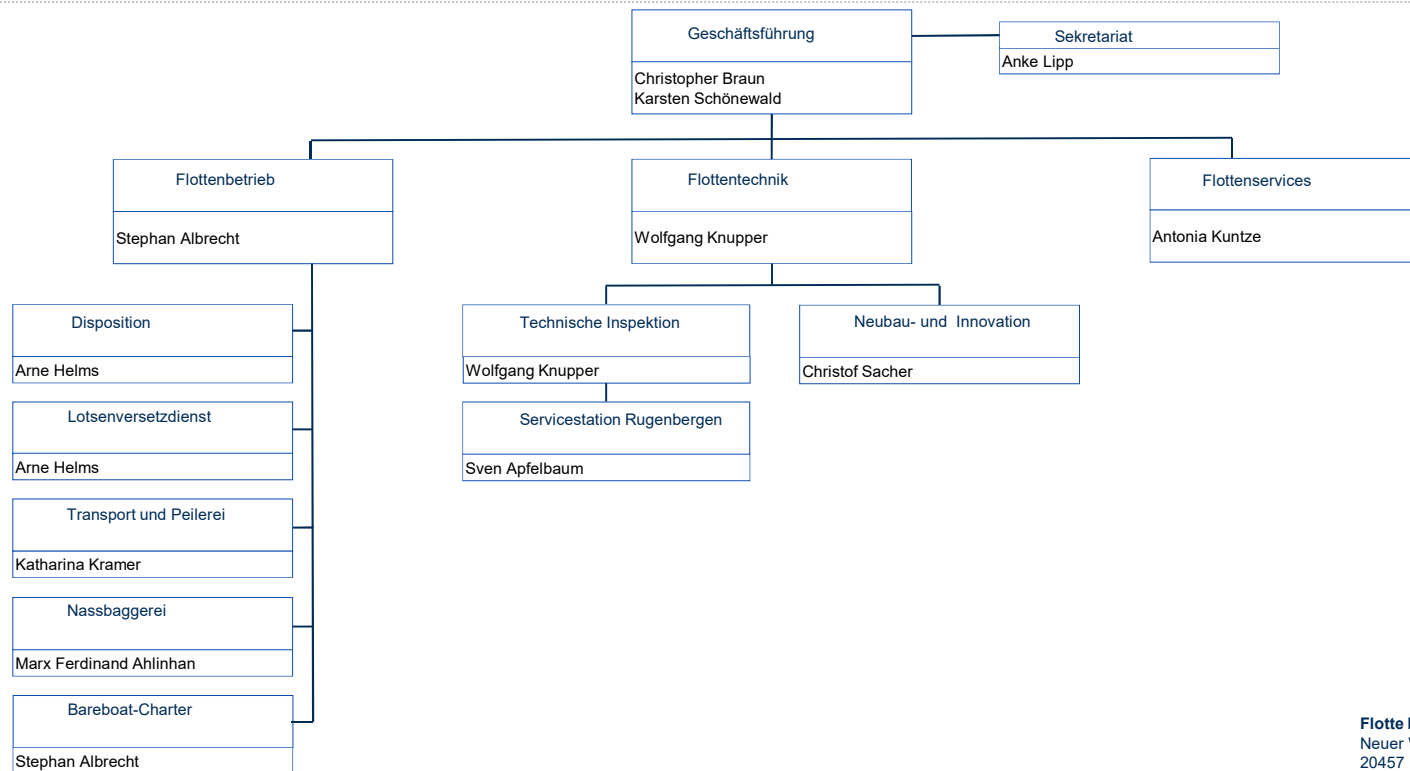 Geschäftsführung
Christopher Braun
Karsten Schönewald
Sekretariat
Anke Lipp
Flottenbetrieb
Stephan Albrecht
Flottentechnik
Wolfgang Knupper
Flottenservices
Antonia Kuntze
Disposition
Arne Helms
Lotsenversetzdienst
Arne Helms
Transport und Peilerei
Katharina Kramer
Nassbaggerei
Marx Ferdinand Ahlinhan
Bareboat-Charter
Stephan Albrecht
Technische Inspektion
Wolfgang Knupper
Servicestation Rugenbergen
Sven Apfelbaum
Neubau- und Innovation
Christof Sacher
Flotte
Neuer
20457